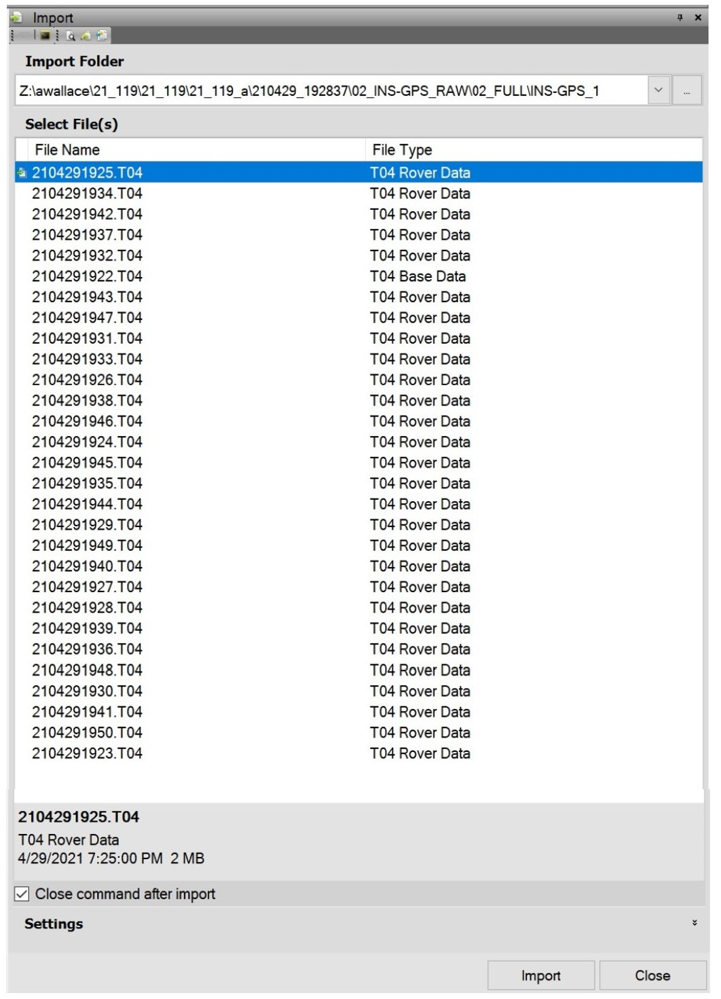 Import
Import Folder
Z:\awallace\21_119\21_119\21_119_a\210429_192837\02_INS-GPS_RAW\02_FULL\INS-GPS_1
...
Select File(s)
File Name File Type
2104291925.T04 T04 Rover Data
2104291934.T04 T04 Rover Data
2104291942.T04 T04 Rover Data
2104291937.T04 T04 Rover Data
2104291932.T04 T04 Rover Data
2104291922.T04 T04 Base Data
2104291943.T04 T04 Rover Data
2104291947.T04 T04 Rover Data
2104291931.T04 T04 Rover Data
2104291933.T04 T04 Rover Data
2104291926.T04 T04 Rover Data
2104291938.T04 T04 Rover Data
2104291946.T04 T04 Rover Data
2104291924.T04 T04 Rover Data
2104291945.T04 T04 Rover Data
2104291935.T04 T04 Rover Data
2104291944.T04 T04 Rover Data
2104291929.T04 T04 Rover Data
2104291949.T04 T04 Rover Data
2104291940.T04 T04 Rover Data
2104291927.T04 T04 Rover Data
2104291928.T04 T04 Rover Data
2104291939.T04 T04 Rover Data
2104291936.T04 T04 Rover Data
2104291948.T04 T04 Rover Data
2104291930.T04 T04 Rover Data
2104291941.T04 T04 Rover Data
2104291950.T04 T04 Rover Data
2104291923.T04 T04 Rover Data
2104291925.T04
T04 Rover Data
4/29/2021 7:25:00 PM 2 MB
Close command after import
Settings
Import Close